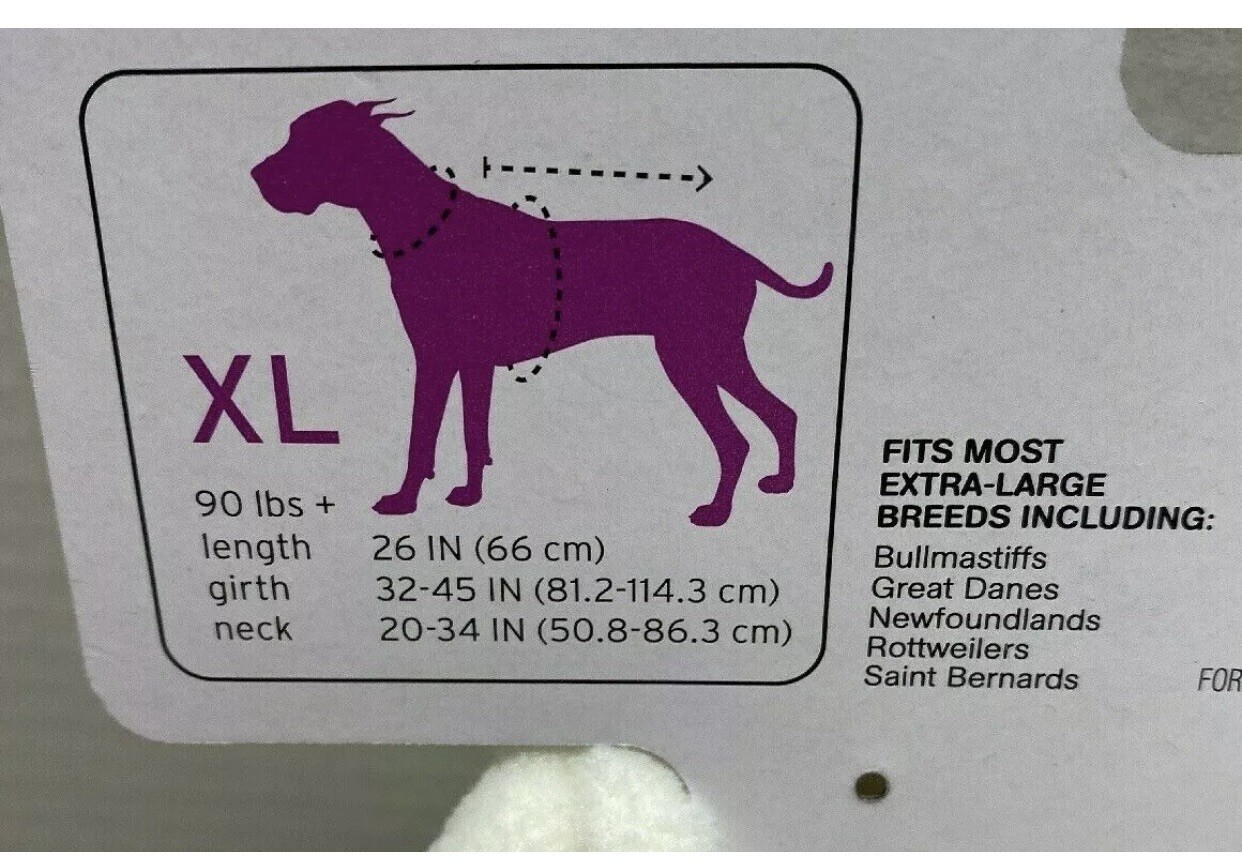 XL
90 lbs +
length 26 IN (66 cm)
girth 32-45 IN (81.2-114.3 cm)
neck 20-34 IN (50.8-86.3 cm)
FITS MOST
EXTRA-LARGE
BREEDS INCLUDING:
Bullmastiffs
Great Danes
Newfoundlands
Rottweilers
Saint Bernards
FOR